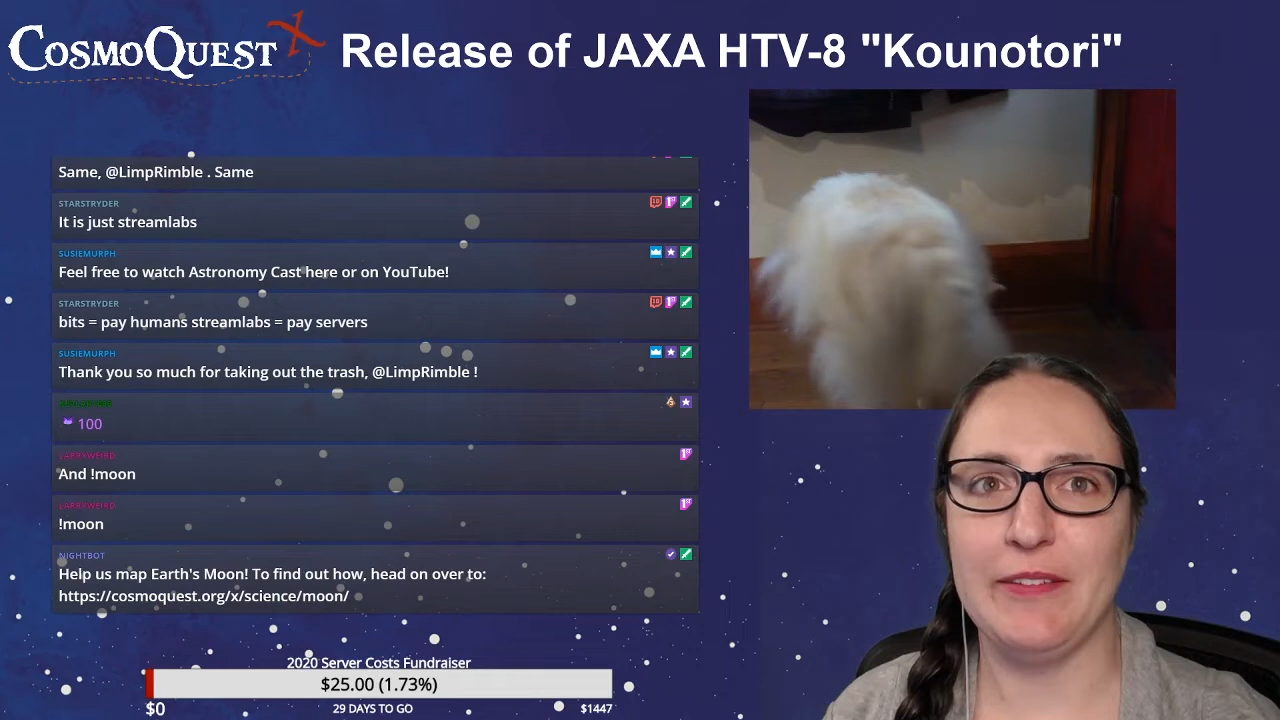 CosmoQuest X
Release of JAXA HTV-8 "Kounotori"
Same, @LimpRimble . Same
STARSTRYDER
It is just streamlabs
SUSIEMURPH
Feel free to watch Astronomy Cast here or on YouTube!
STARSTRYDER
bits = pay humans streamlabs = pay servers
SUSIEMURPH
Thank you so much for taking out the trash, @LimpRimble !
100
LARRYWEIRD
And !moon
LARRYWEIRD
!moon
NIGHTBOT
Help us map Earth's Moon! To find out how, head on over to:
https://cosmoquest.org/x/science/moon/
2020 Server Costs Fundraiser
$25.00 (1.73%)
$0
29 DAYS TO GO
$1447